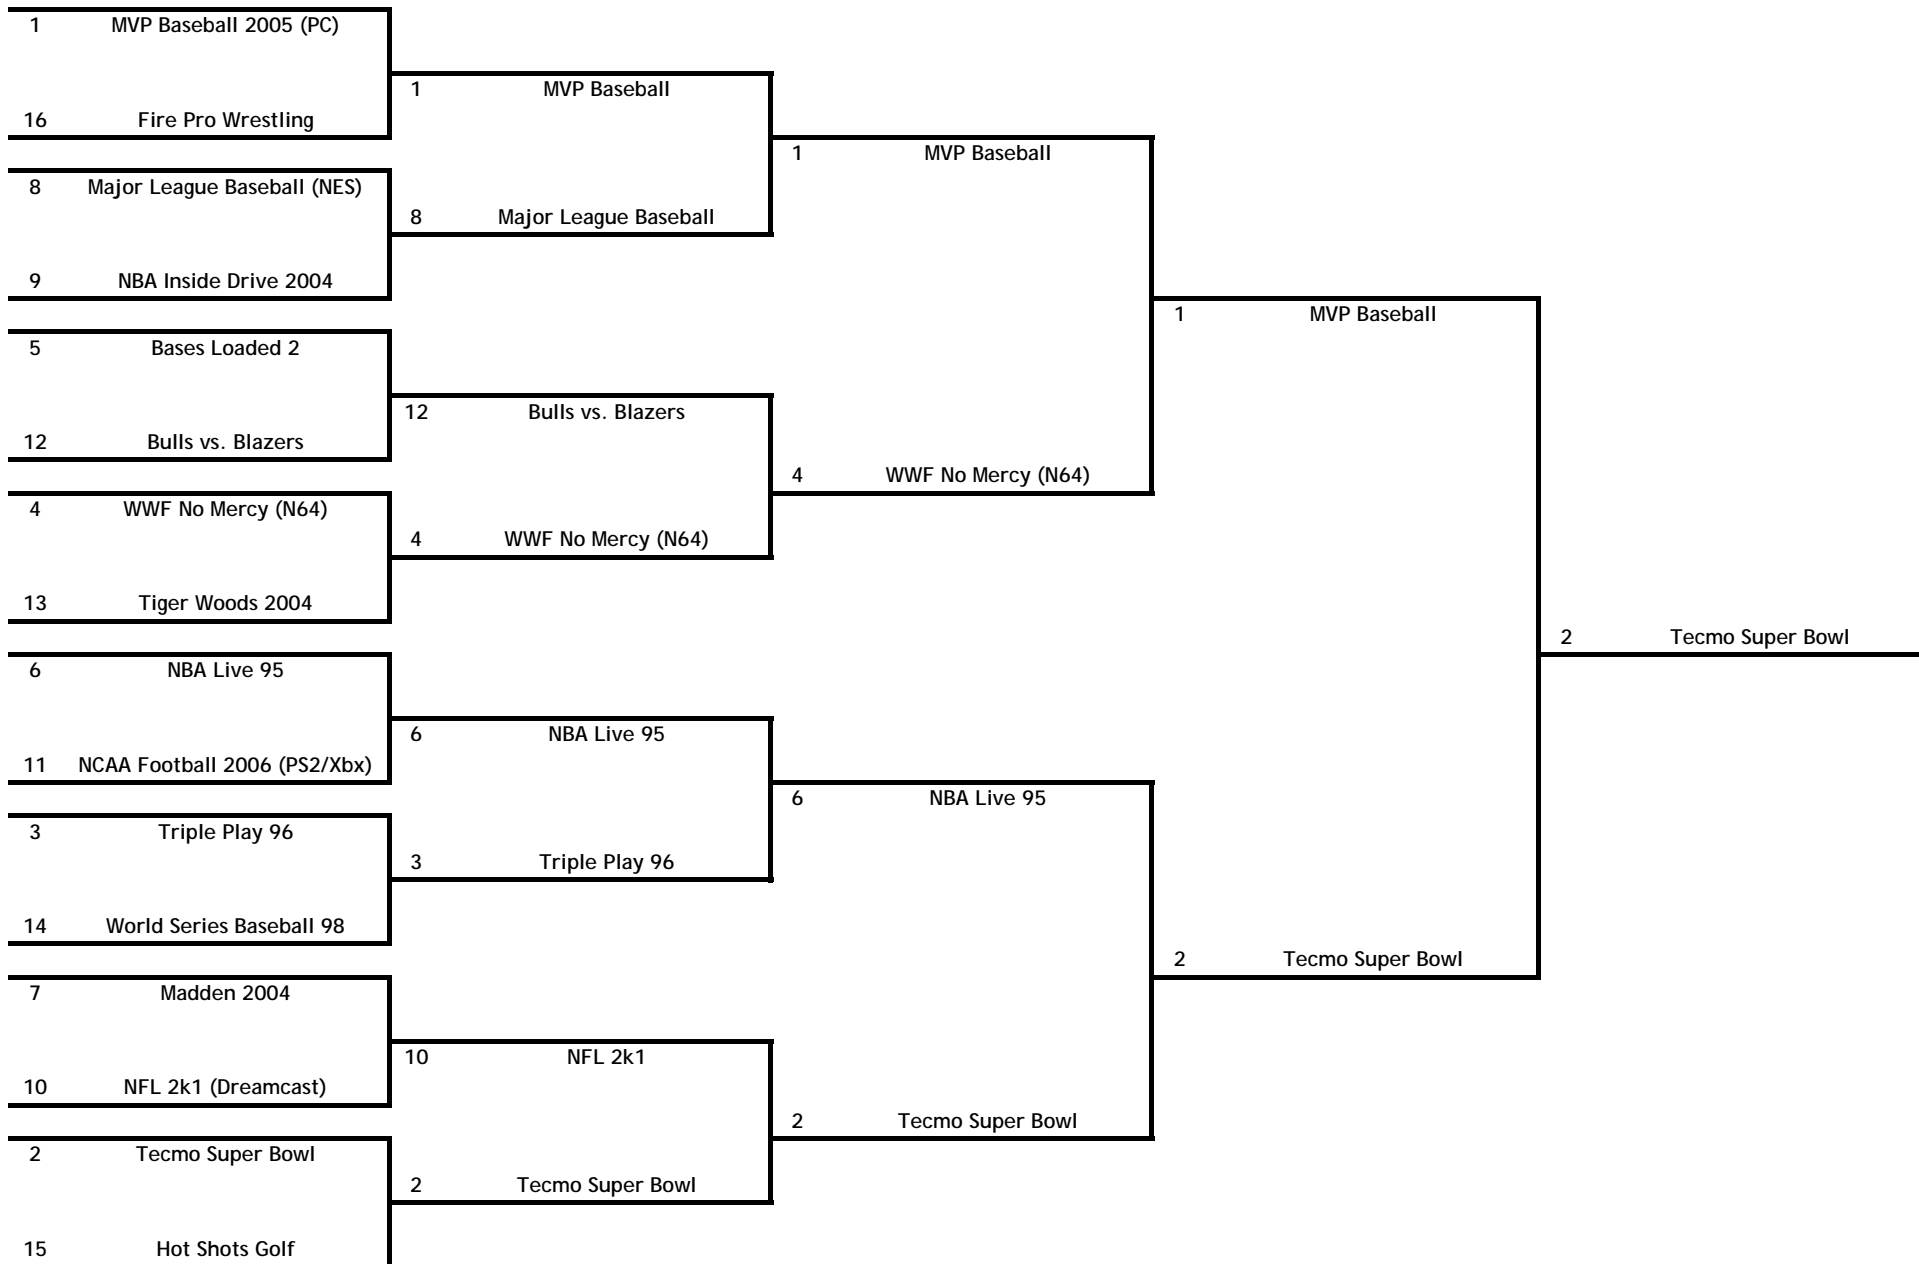 1 MVP Baseball 2005 (PC)
16 Fire Pro Wrestling
8 Major League Baseball (NES)
9 NBA Inside Drive 2004
5 Bases Loaded 2
12 Bulls vs. Blazers
4 WWF No Mercy (N64)
13 Tiger Woods 2004
6 NBA Live 95
11 NCAA Football 2006 (PS2/Xbx)
3 Triple Play 96
14 World Series Baseball 98
7 Madden 2004
10 NFL 2k1 (Dreamcast)
2 Tecmo Super Bowl
15 Hot Shots Golf
1 MVP Baseball
8 Major League Baseball
12 Bulls vs. Blazers
4 WWF No Mercy (N64)
6 NBA Live 95
3 Triple Play 96
10 NFL 2k1
2 Tecmo Super Bowl
1 MVP Baseball
4 WWF No Mercy (N64)
6 NBA Live 95
2 Tecmo Super Bowl
1 MVP Baseball
2 Tecmo Super Bowl
2 Tecmo Super Bowl